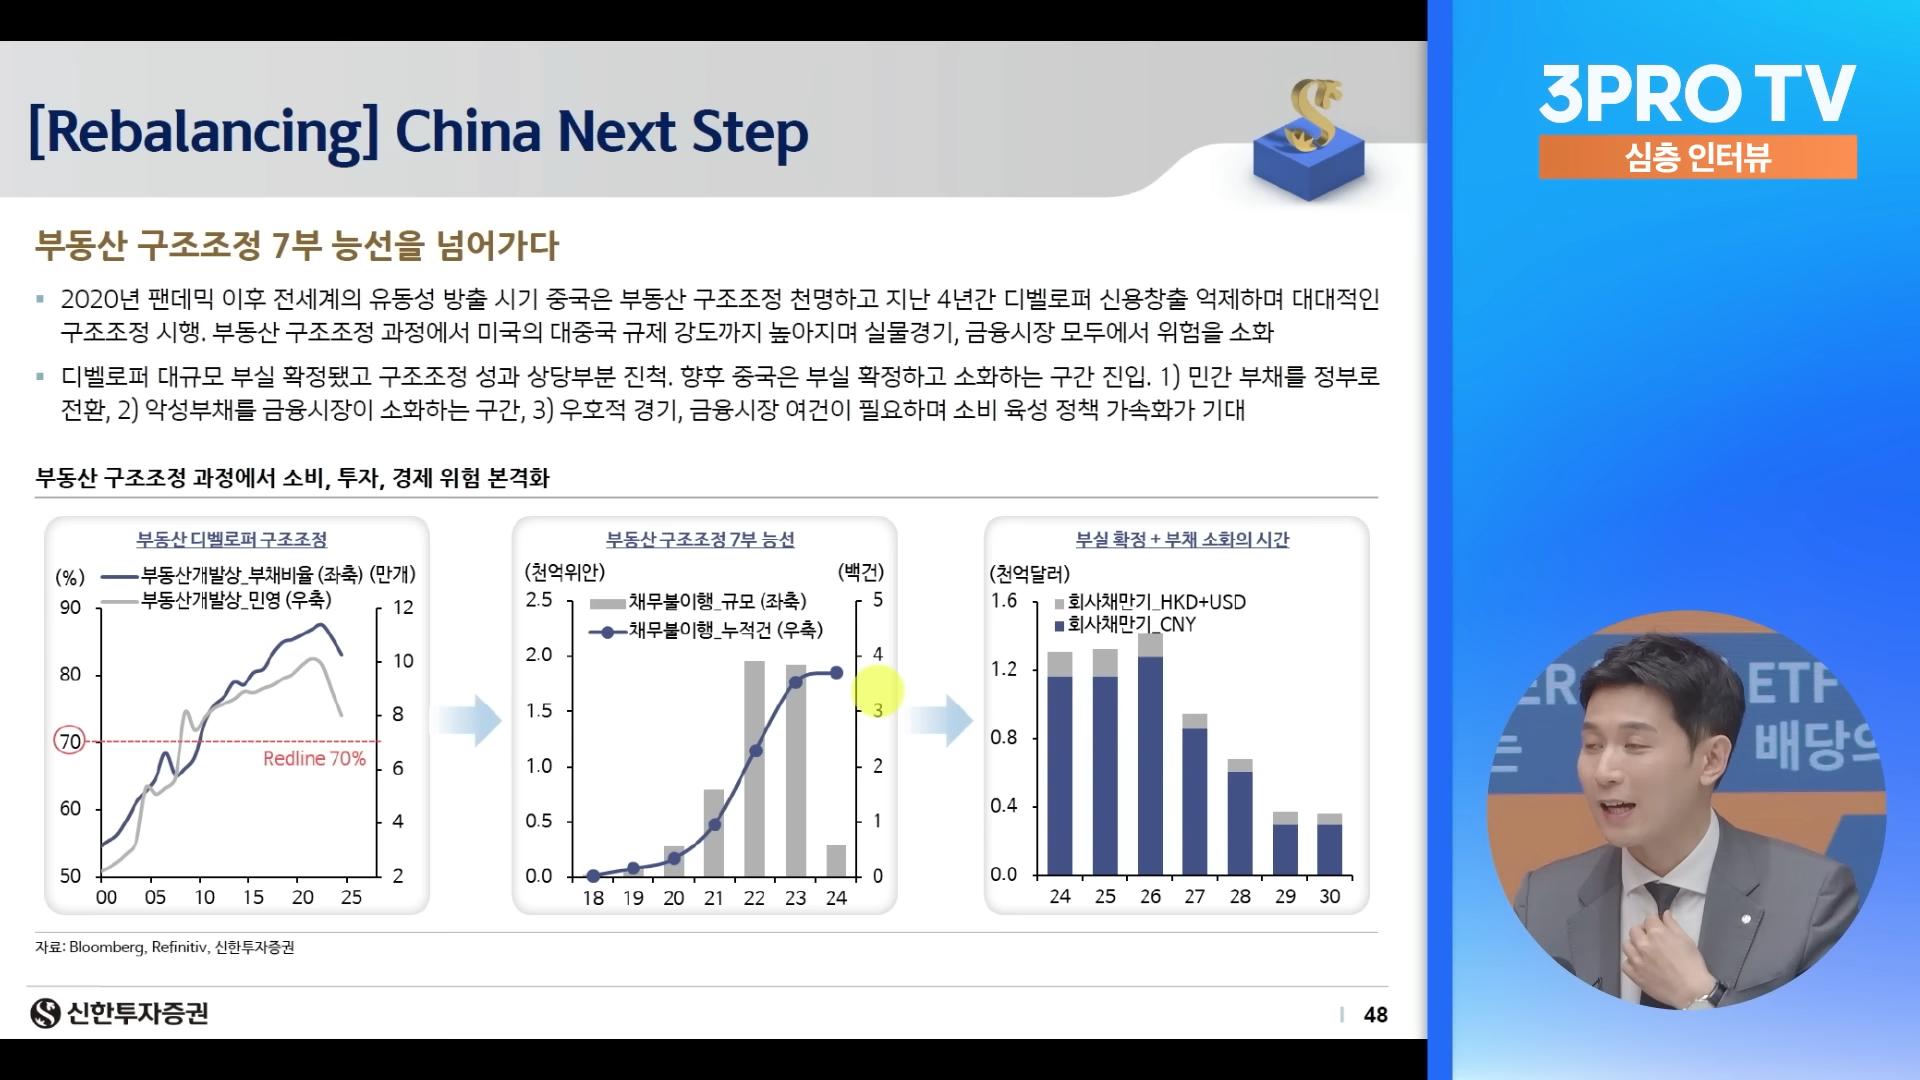 [Rebalancing] China Next Step
3PRO TV
심층 인터뷰
부동산 구조조정 7부 능선을 넘어가다
▪ 2020년 팬데믹 이후 전세계의 유동성 방출 시기 중국은 부동산 구조조정 천명하고 지난 4년간 디벨로퍼 신용창출 억제하며 대대적인
구조조정 시행. 부동산 구조조정 과정에서 미국의 대중국 규제 강도까지 높아지며 실물경기, 금융시장 모두에서 위험을 소화
▪ 디벨로퍼 대규모 부실 확정됐고 구조조정 성과 상당부분 진척. 향후 중국은 부실 확정하고 소화하는 구간 진입. 1) 민간 부채를 정부로
전환, 2) 악성부채를 금융시장이 소화하는 구간, 3) 우호적 경기, 금융시장 여건이 필요하며 소비 육성 정책 가속화가 기대
부동산 구조조정 과정에서 소비, 투자, 경제 위험 본격화
부동산 디벨로퍼 구조조정
(%) 부동산개발상_부채비율 (좌축) (만개)
부동산개발상_민영 (우축)
90 12
80 10
70 8
Redline 70%
60 6
50 4
2
00 05 10 15 20 25
부동산 구조조정 7부 능선
(천억위안) (백건)
채무불이행_규모 (좌축)
채무불이행_누적건 (우축)
2.5 5
2.0 4
1.5 3
1.0 2
0.5 1
0.0 0
18 19 20 21 22 23 24
부실 확정 + 부채 소화의 시간
(천억달러)
회사채만기_HKD+USD
회사채만기_CNY
1.6
1.2
0.8
0.4
0.0
24 25 26 27 28 29 30
자료: Bloomberg, Refinitiv, 신한투자증권
신한투자증권
48
ER
ETF
배당의